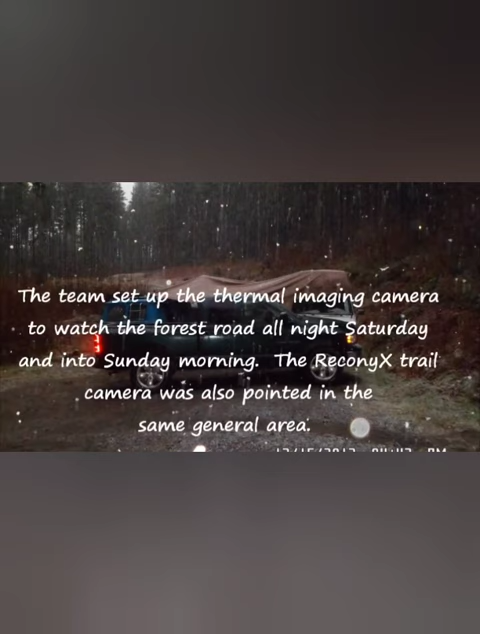 The team set up the thermal imaging camera
to watch the forest road all night Saturday
and into Sunday morning. The ReconyX trail
camera was also pointed in the
same general area.